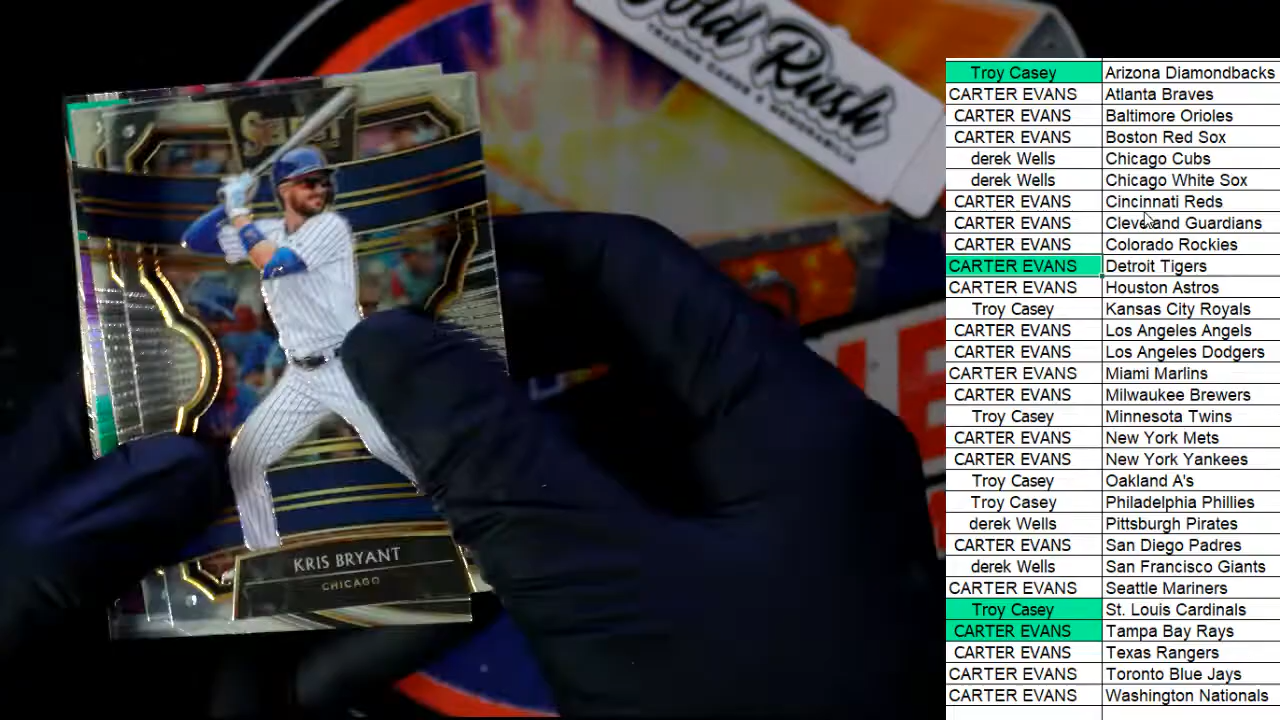 Gold Rush
TRADING CARDS & MEMORABILIA
SELECT
KRIS BRYANT
CHICAGO
Troy Casey Arizona Diamondbacks
CARTER EVANS Atlanta Braves
CARTER EVANS Baltimore Orioles
CARTER EVANS Boston Red Sox
derek Wells Chicago Cubs
derek Wells Chicago White Sox
CARTER EVANS Cincinnati Reds
CARTER EVANS Cleveland Guardians
CARTER EVANS Colorado Rockies
CARTER EVANS Detroit Tigers
CARTER EVANS Houston Astros
Troy Casey Kansas City Royals
CARTER EVANS Los Angeles Angels
CARTER EVANS Los Angeles Dodgers
CARTER EVANS Miami Marlins
CARTER EVANS Milwaukee Brewers
Troy Casey Minnesota Twins
CARTER EVANS New York Mets
CARTER EVANS New York Yankees
Troy Casey Oakland A's
Troy Casey Philadelphia Phillies
derek Wells Pittsburgh Pirates
CARTER EVANS San Diego Padres
derek Wells San Francisco Giants
CARTER EVANS Seattle Mariners
Troy Casey St. Louis Cardinals
CARTER EVANS Tampa Bay Rays
CARTER EVANS Texas Rangers
CARTER EVANS Toronto Blue Jays
CARTER EVANS Washington Nationals